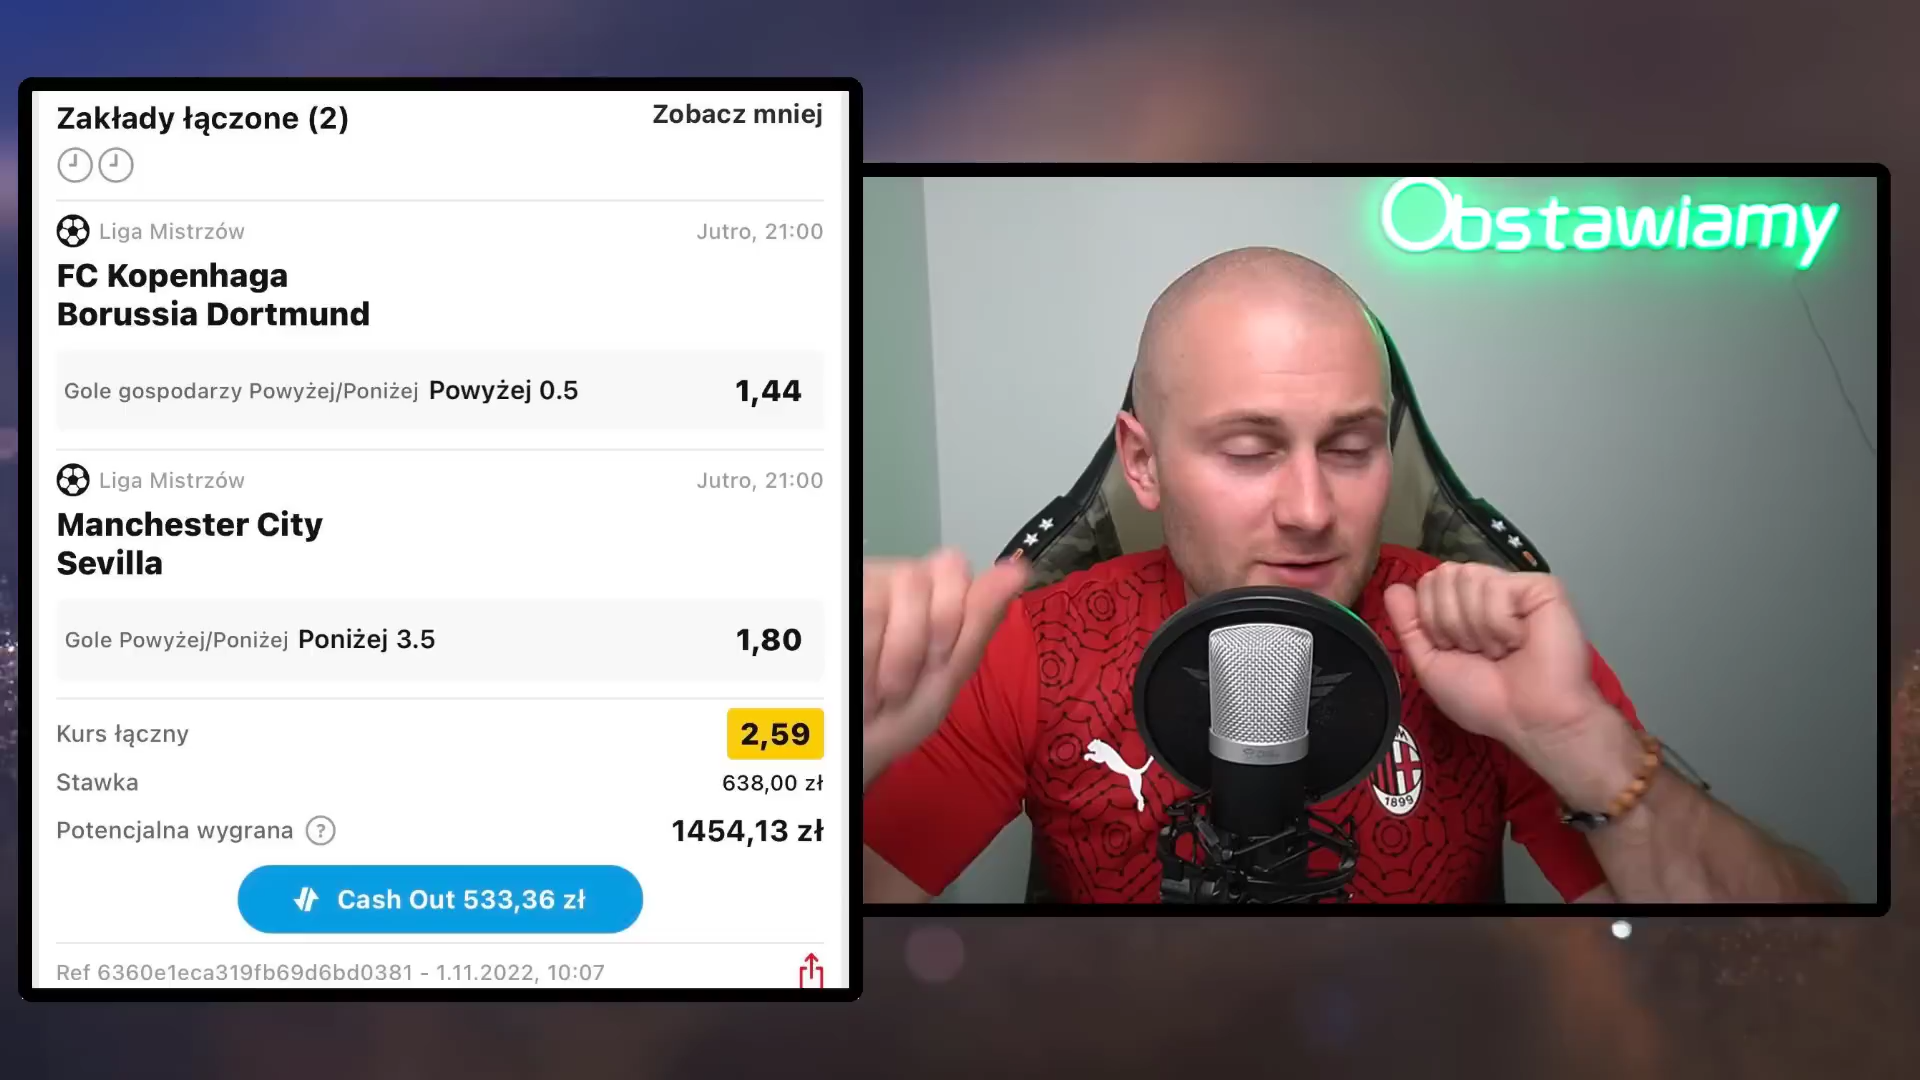 Zakłady łączone (2)
Zobacz mniej
Liga Mistrzów
Jutro, 21:00
FC Kopenhaga
Borussia Dortmund
Gole gospodarzy Powyżej/Poniżej Powyżej 0.5
1,44
Liga Mistrzów
Jutro, 21:00
Manchester City
Sevilla
Gole Powyżej/Poniżej Poniżej 3.5
1,80
Kurs łączny
2,59
Stawka
638,00 zł
Potencjalna wygrana ?
1454,13 zł
Cash Out 533,36 zł
Ref 6360e1eca319fb69d6bd0381 - 1.11.2022, 10:07
Obstawiamy
1899